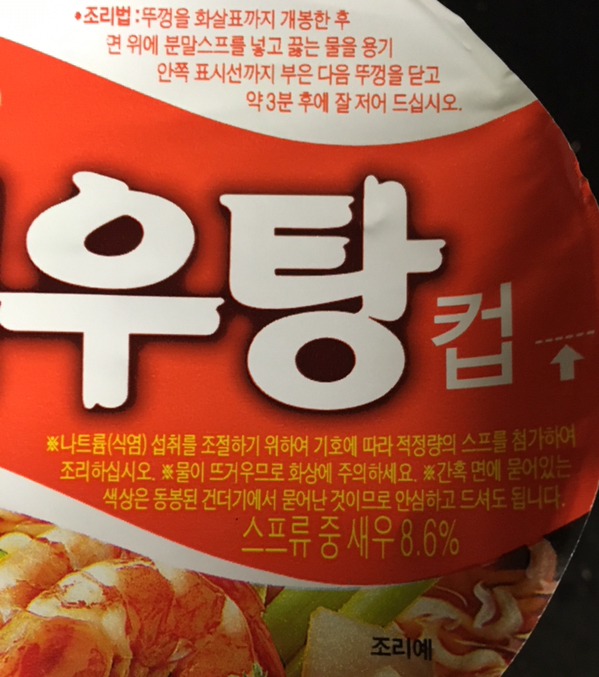 •조리법:뚜껑을 화살표까지 개봉한 후
면 위에 분말스프를 넣고 끓는 물을 용기
안쪽 표시선까지 부은 다음 뚜껑을 닫고
약 3분 후에 잘 저어 드십시오.
우탕
컵
※나트륨(식염) 섭취를 조절하기 위하여 기호에 따라 적정량의 스프를 첨가하여
조리하십시오. ※물이 뜨거우므로 화상에 주의하세요. ※간혹 면에 묻어있는
색상은 동봉된 건더기에서 묻어난 것이므로 안심하고 드셔도 됩니다.
스프류 중 새우 8.6%
조리예